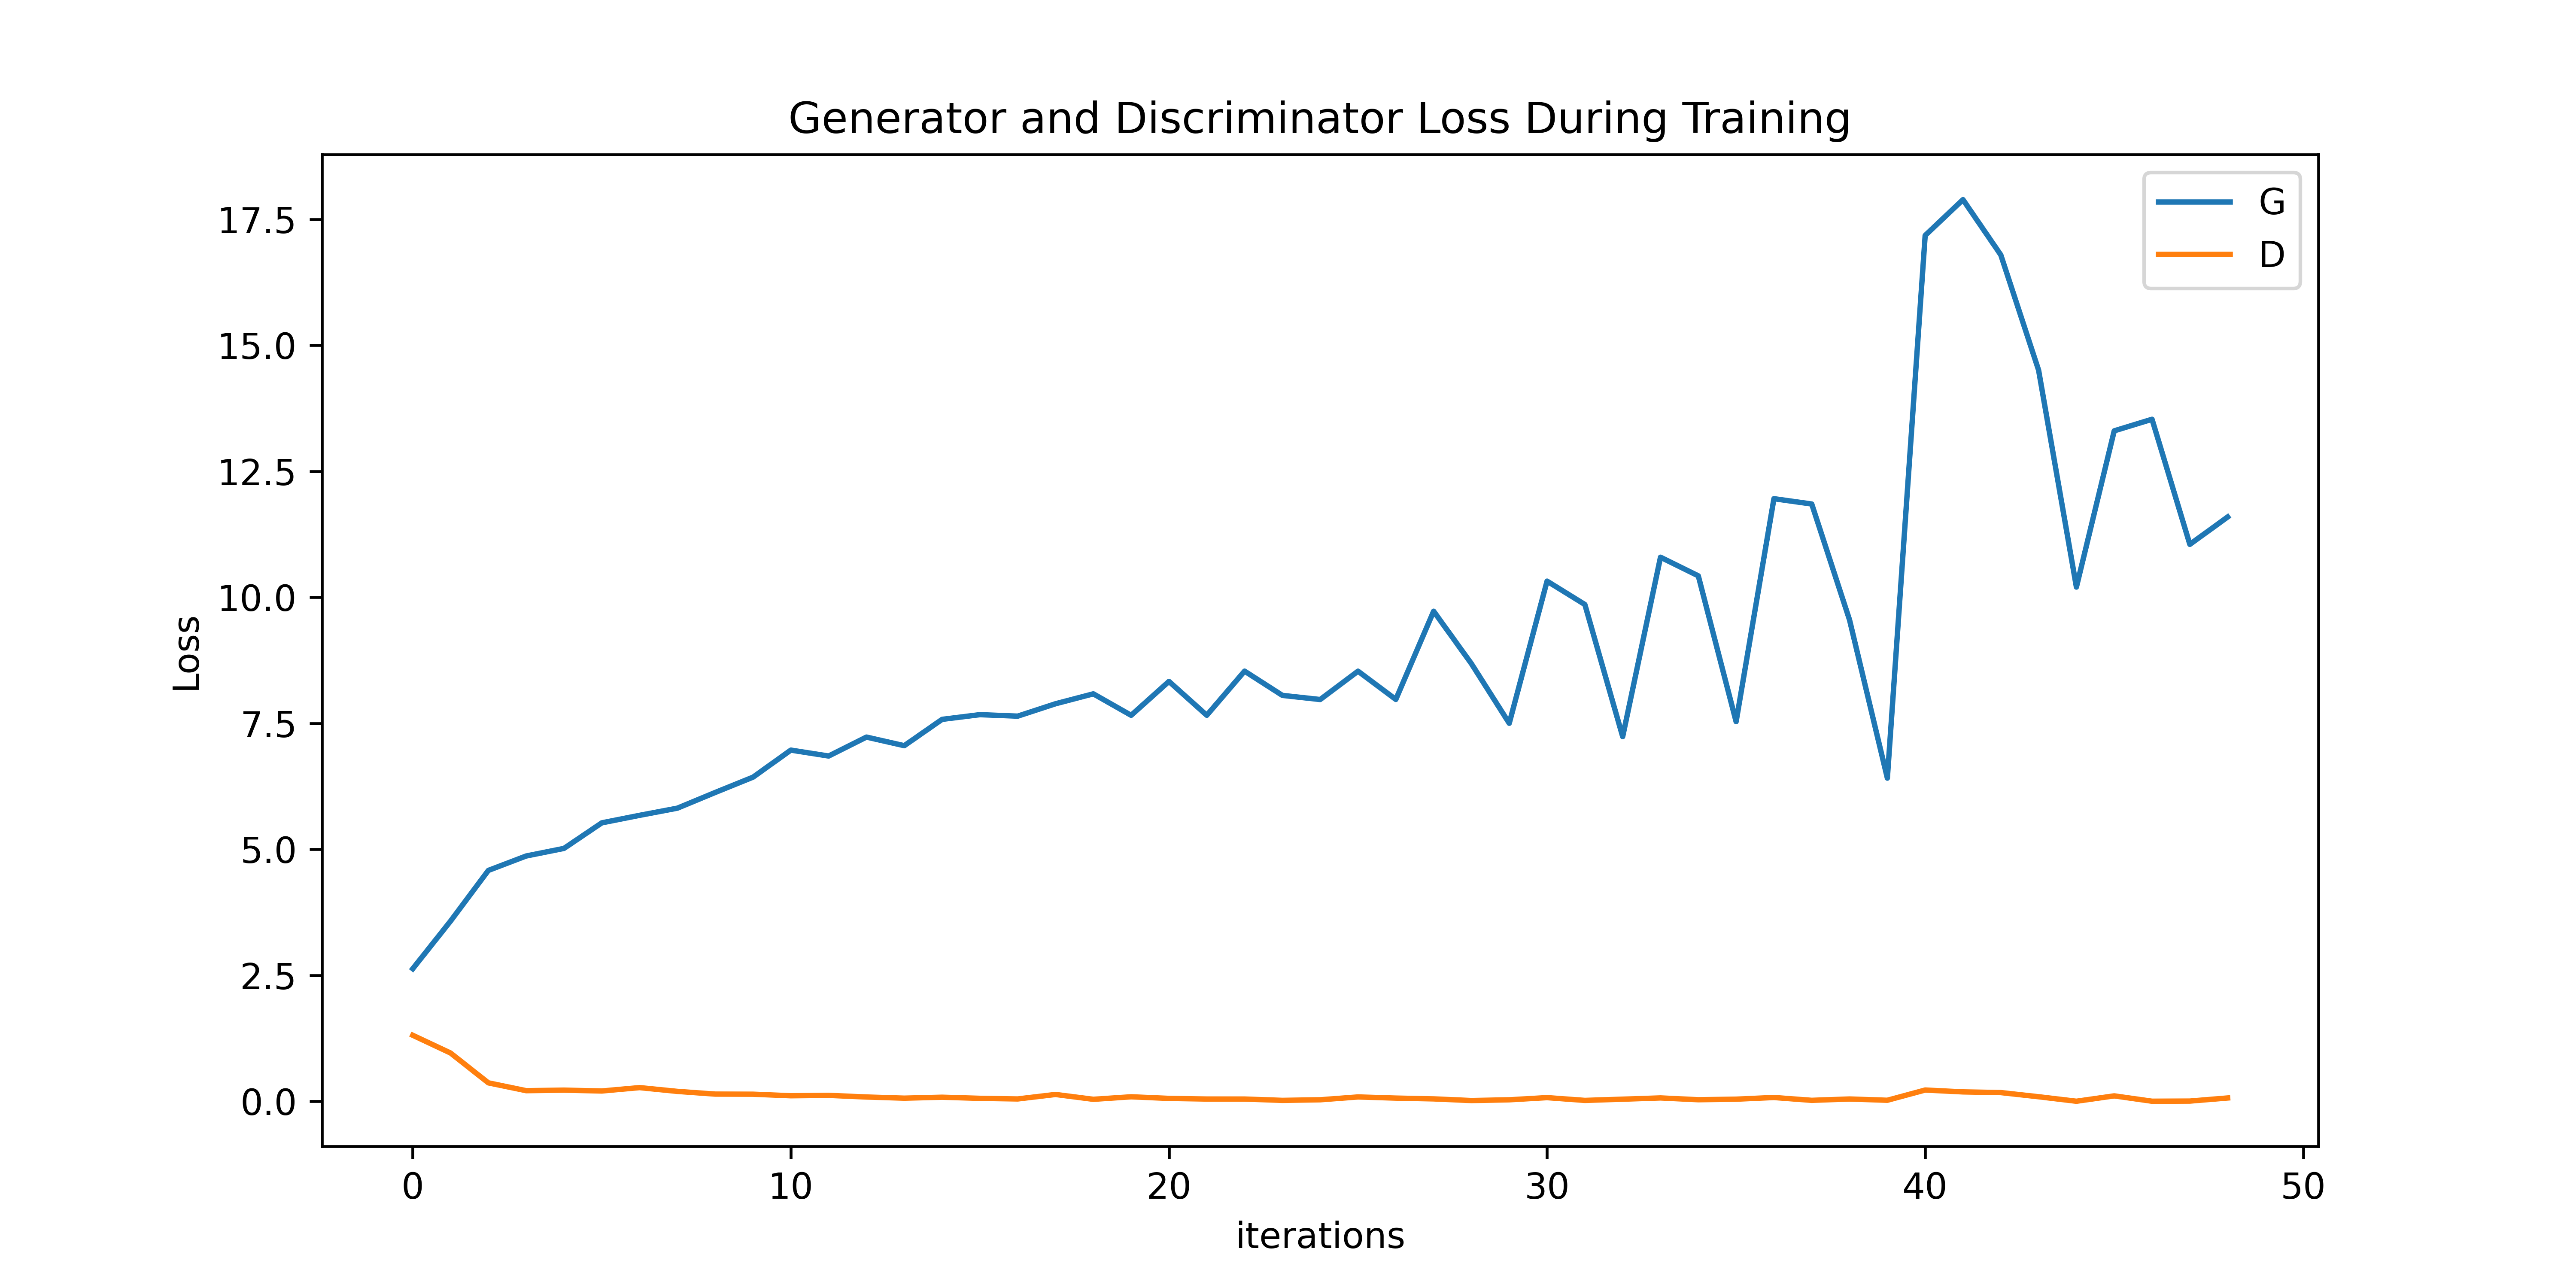 Generator and Discriminator Loss During Training
G
D
17.5
15.0
12.5
10.0
7.5
5.0
2.5
0.0
Loss
0 10 20 30 40 50
iterations